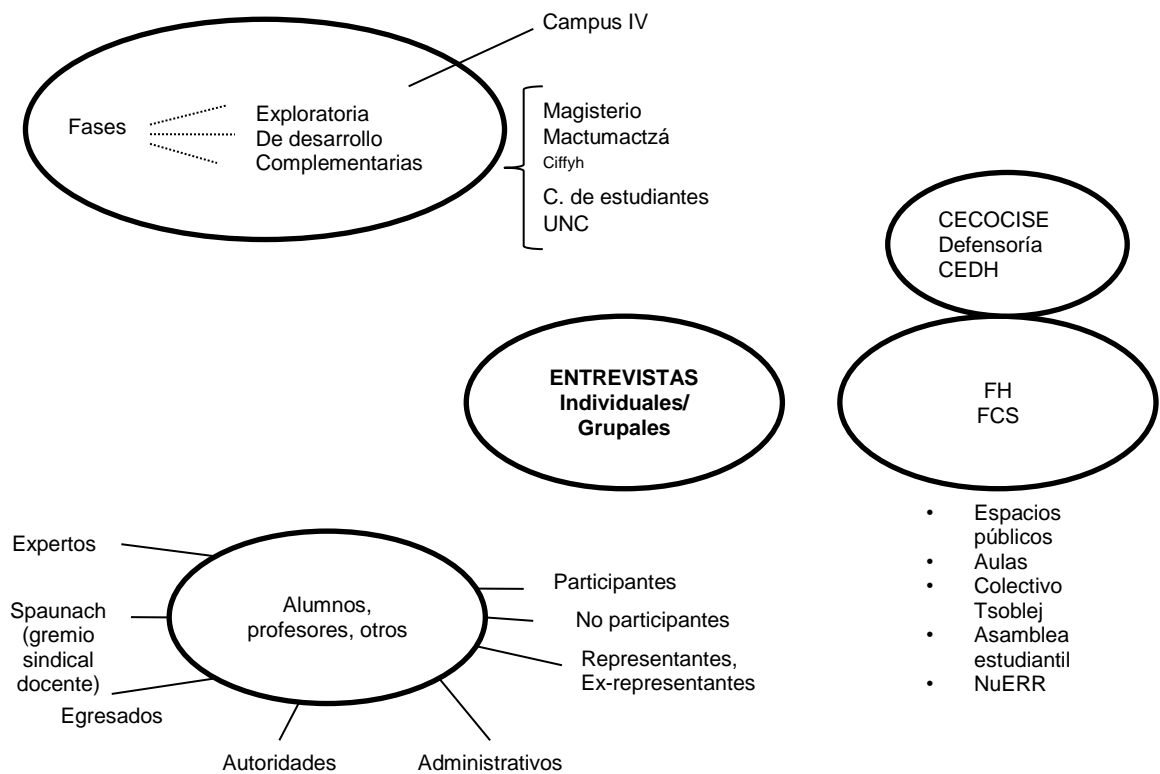 Campus IV
Fases
Exploratoria
De desarrollo
Complementarias
Magisterio
Mactumactzá
Ciffyh
C. de estudiantes
UNC
CECOCISE
Defensoría
CEDH
ENTREVISTAS
Individuales/
Grupales
FH
FCS
• Espacios
públicos
• Aulas
• Colectivo
Tsoblej
• Asamblea
estudiantil
• NuERR
Expertos
Spaunach
(gremio
sindical
docente)
Egresados
Alumnos,
profesores, otros
Participantes
No participantes
Representantes,
Ex-representantes
Autoridades
Administrativos